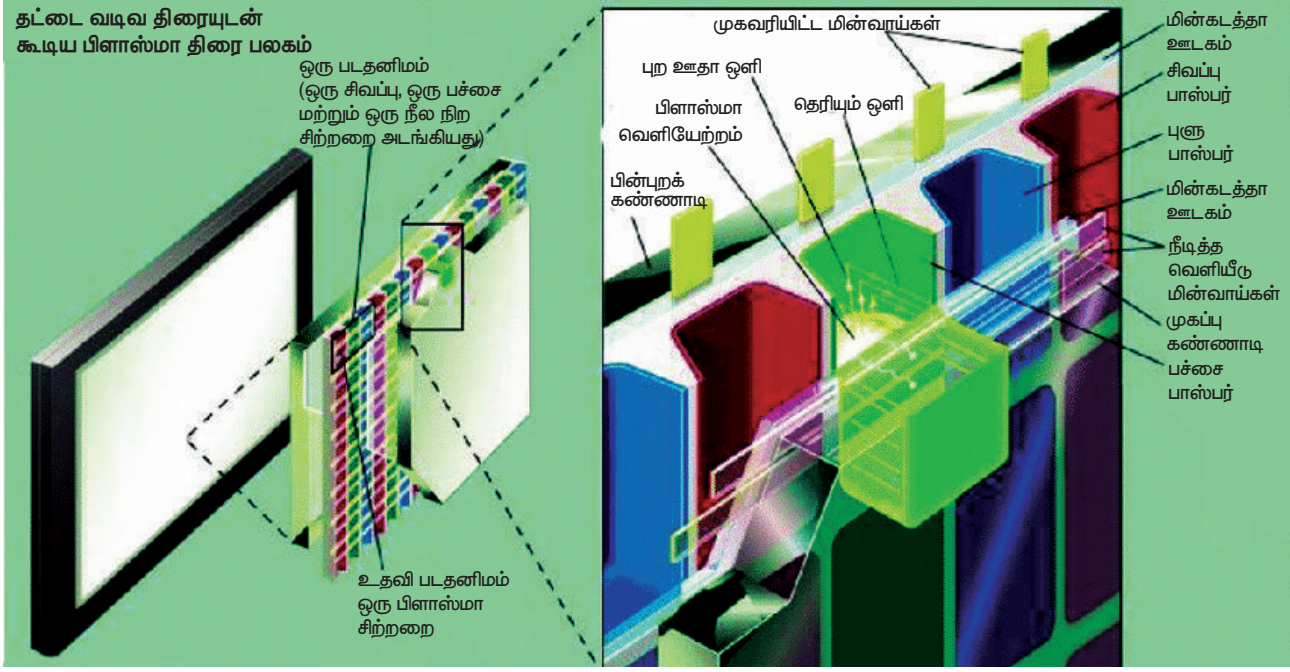 தட்டை வடிவ திரையுடன்
கூடிய பிளாஸ்மா திரை பலகம்
ஒரு படதனிமம்
(ஒரு சிவப்பு, ஒரு பச்சை
மற்றும் ஒரு நீல நிற
சிற்றறை அடங்கியது)
உதவி படதனிமம்
ஒரு பிளாஸ்மா
சிற்றறை
முகவரியிட்ட மின்வாய்கள்
புற ஊதா ஒளி
தெரியும் ஒளி
பிளாஸ்மா
வெளியேற்றம்
பின்புறக்
கண்ணாடி
மின்கடத்தா
ஊடகம்
சிவப்பு
பாஸ்பர்
புளு
பாஸ்பர்
மின்கடத்தா
ஊடகம்
நீடித்த
வெளியீடு
மின்வாய்கள்
முகப்பு
கண்ணாடி
பச்சை
பாஸ்பர்